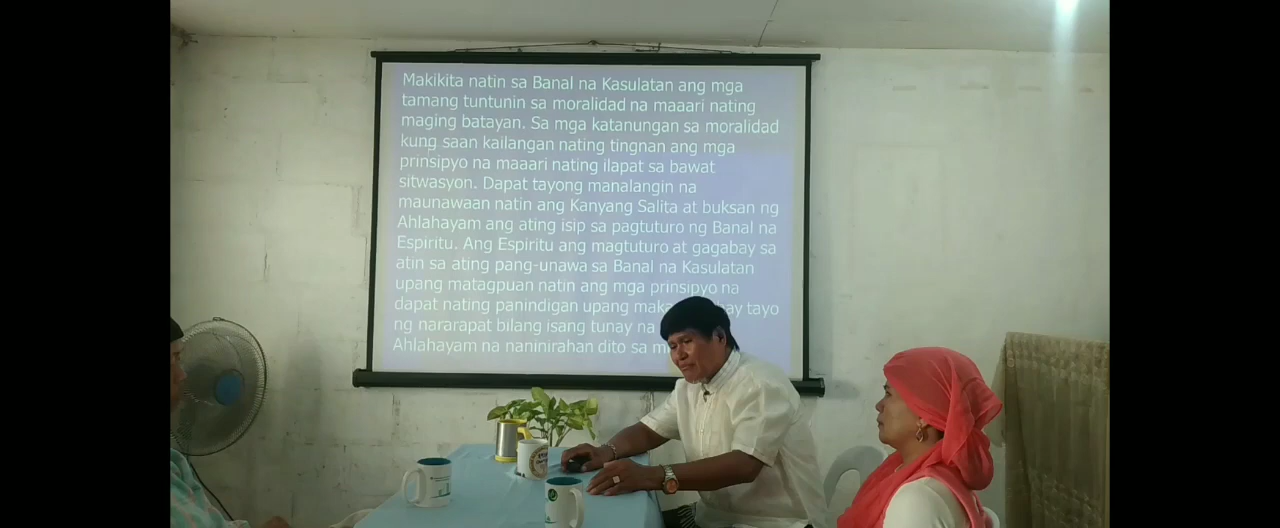 Makikita natin sa Banal na Kasulatan ang mga
tamang tuntunin sa moralidad na maaari nating
maging batayan. Sa mga katanungan sa moralidad
kung saan kailangan nating tingnan ang mga
prinsipyo na maaari nating ilapat sa bawat
sitwasyon. Dapat tayong manalangin na
maunawaan natin ang Kanyang Salita at buksan ng
Ahlahayam ang ating isip sa pagtuturo ng Banal na
Espiritu. Ang Espiritu ang magtuturo at gagabay sa
atin sa ating pang-unawa sa Banal na Kasulatan
upang matagpuan natin ang mga prinsipyo na
dapat nating panindigan upang tayo
ng nararapat bilang isang tunay na
Ahlahayam na naninirahan dito sa